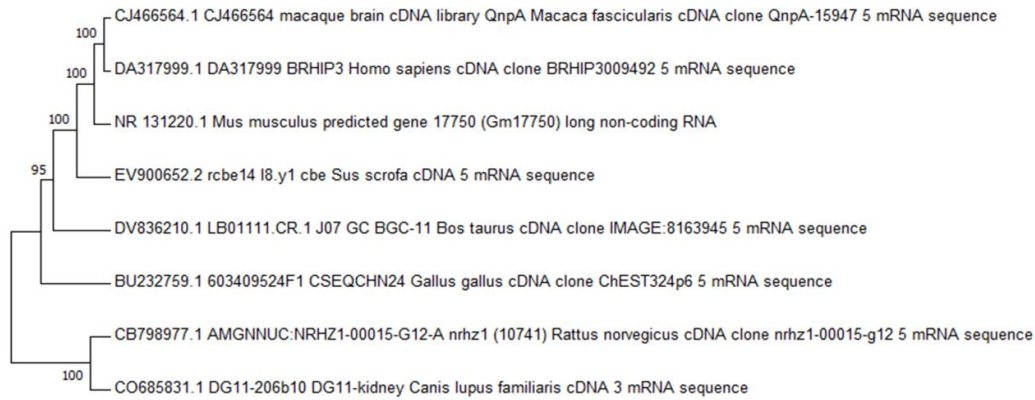 CJ466564.1 CJ466564 macaque brain cDNA library QnpA Macaca fascicularis cDNA clone QnpA-15947 5 mRNA sequence
100
DA317999.1 DA317999 BRHIP3 Homo sapiens cDNA clone BRHIP3009492 5 mRNA sequence
100
NR 131220.1 Mus musculus predicted gene 17750 (Gm17750) long non-coding RNA
100
EV900652.2 rcbe14 l8.y1 cbe Sus scrofa cDNA 5 mRNA sequence
95
DV836210.1 LB01111.CR.1 J07 GC BGC-11 Bos taurus cDNA clone IMAGE:8163945 5 mRNA sequence
BU232759.1 603409524F1 CSEQCHN24 Gallus gallus cDNA clone ChEST324p6 5 mRNA sequence
CB798977.1 AMGNNUC:NRHZ1-00015-G12-A nrhz1 (10741) Rattus norvegicus cDNA clone nrhz1-00015-g12 5 mRNA sequence
100
CO685831.1 DG11-206b10 DG11-kidney Canis lupus familiaris cDNA 3 mRNA sequence